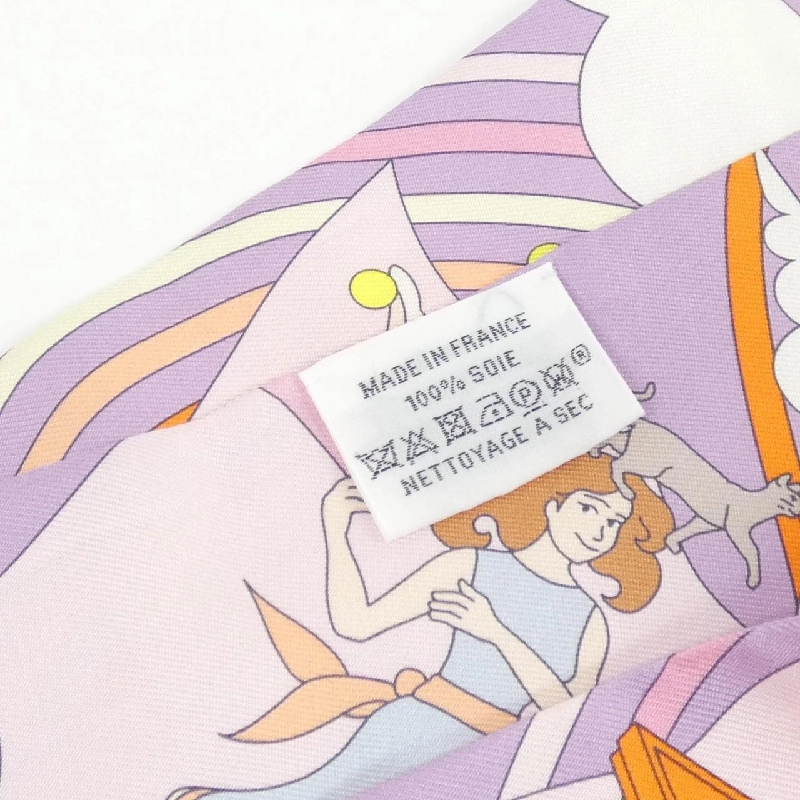 MADE IN FRANCE
100% SOIE
P W ®
NETTOYAGE A SEC